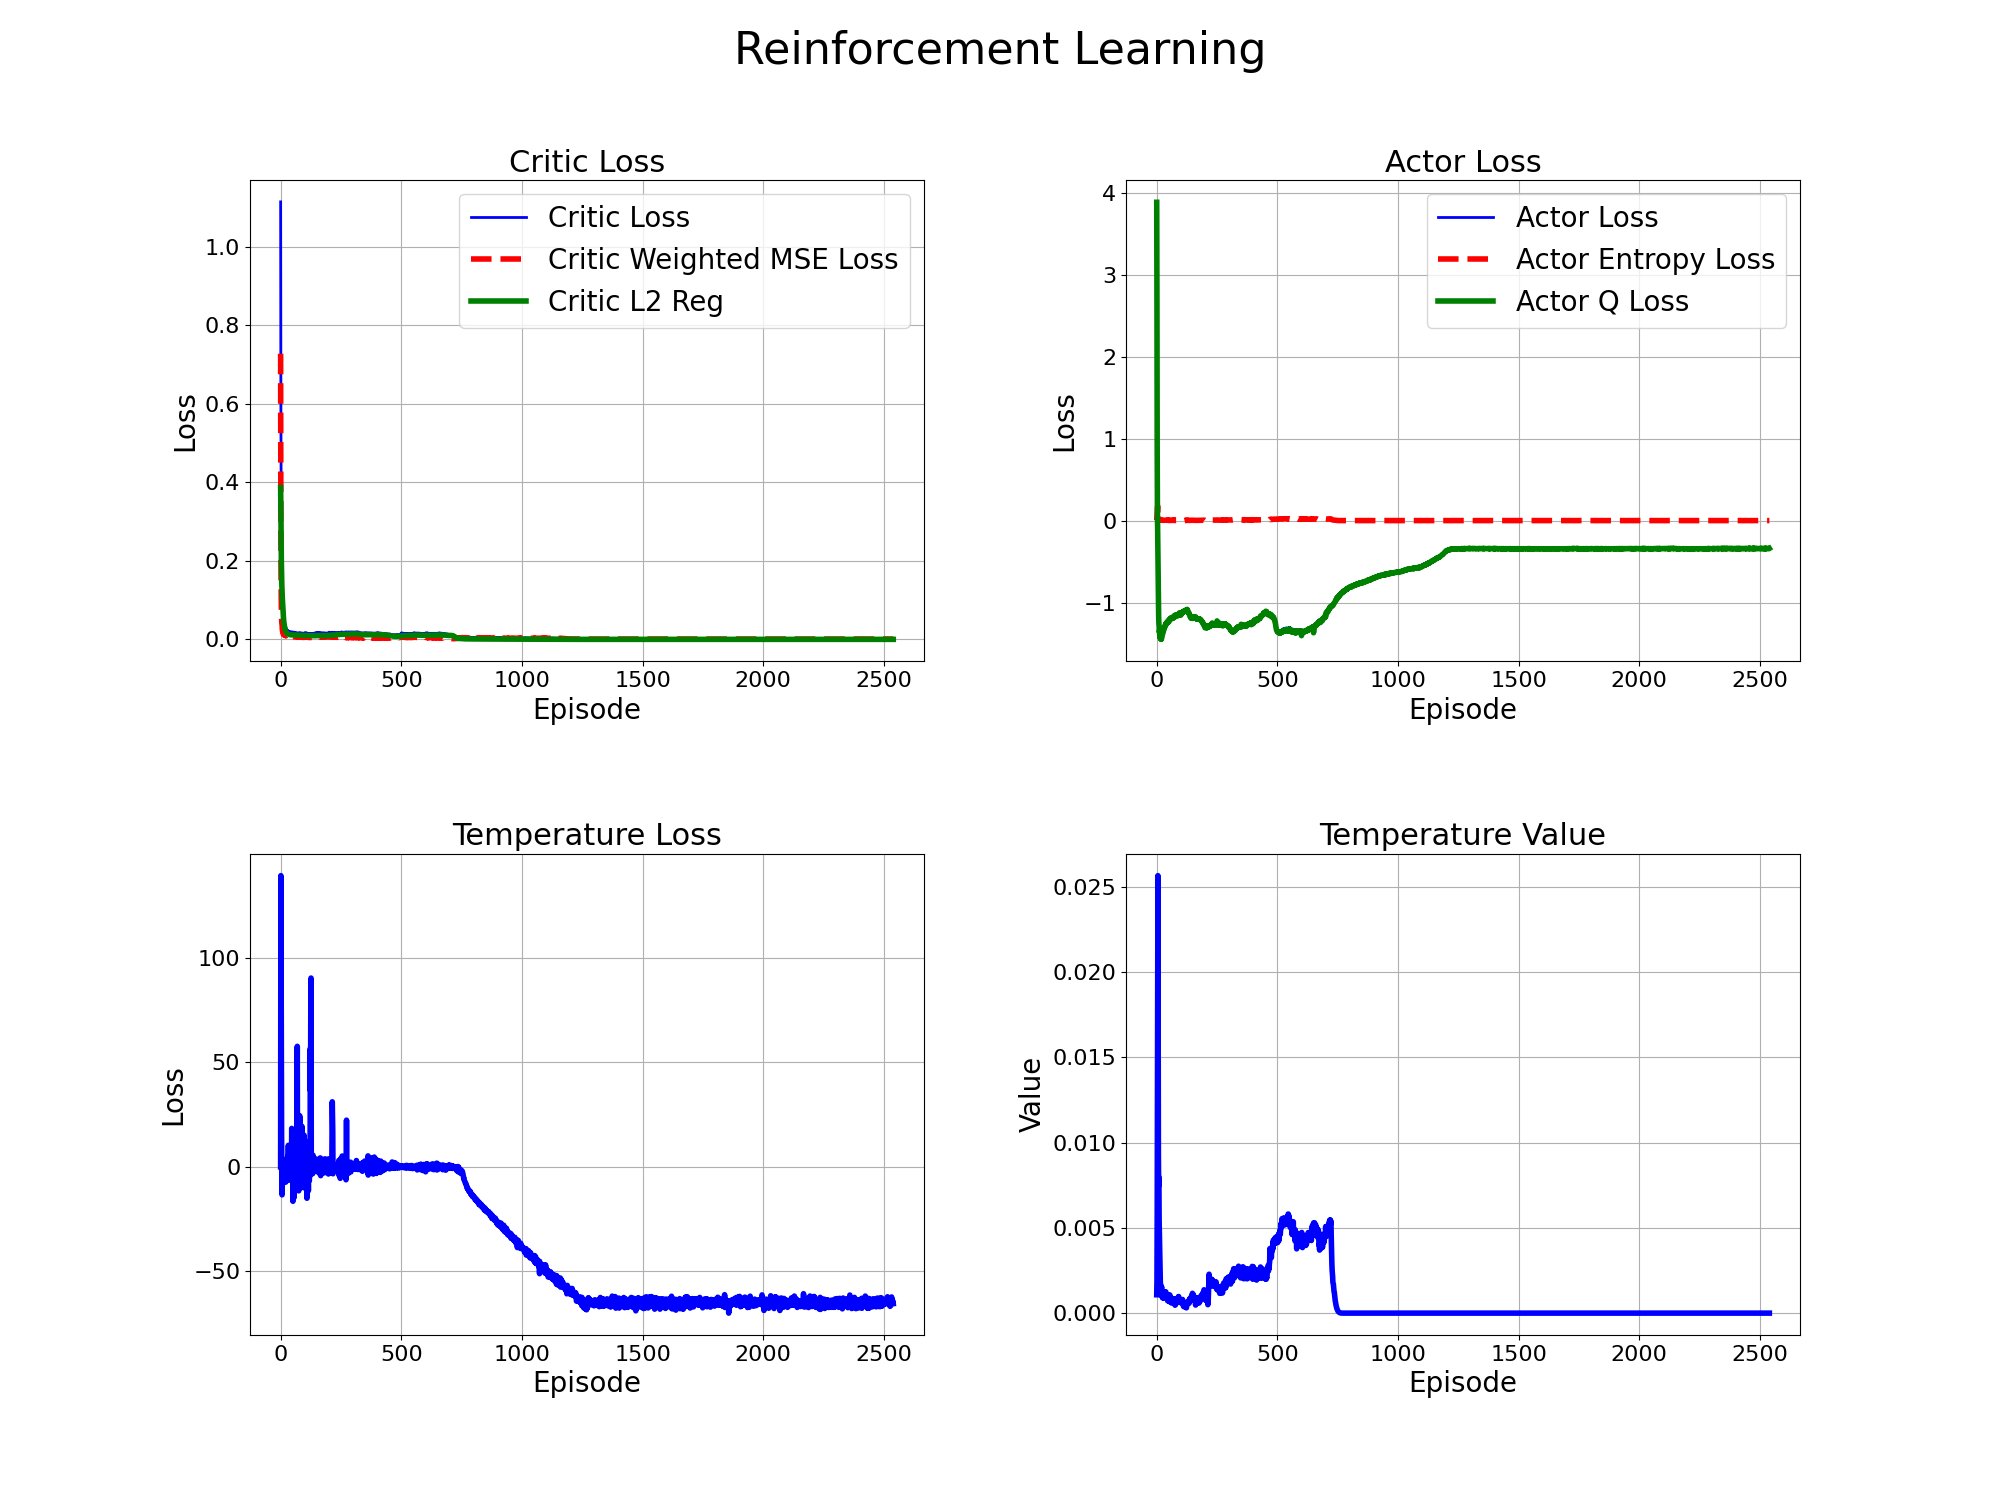 Reinforcement Learning
Critic Loss
Critic Loss
Critic Weighted MSE Loss
Critic L2 Reg
1.0
0.8
0.6
0.4
0.2
0.0
Loss
0 500 1000 1500 2000 2500
Episode
Actor Loss
Actor Loss
Actor Entropy Loss
Actor Q Loss
4
3
2
1
0
−1
Loss
0 500 1000 1500 2000 2500
Episode
Temperature Loss
100
50
0
−50
Loss
0 500 1000 1500 2000 2500
Episode
Temperature Value
0.025
0.020
0.015
0.010
0.005
0.000
Value
0 500 1000 1500 2000 2500
Episode